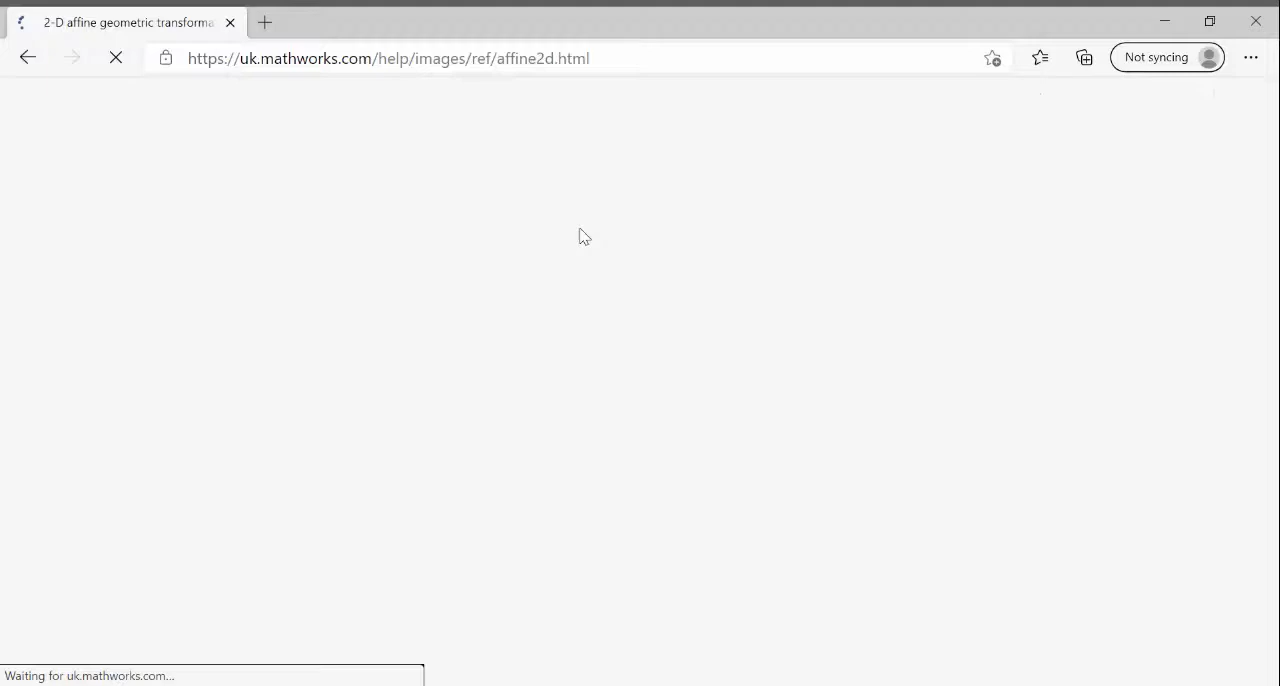 2-D affine geometric transforma
https://uk.mathworks.com/help/images/ref/affine2d.html
Not syncing
Waiting for uk.mathworks.com...